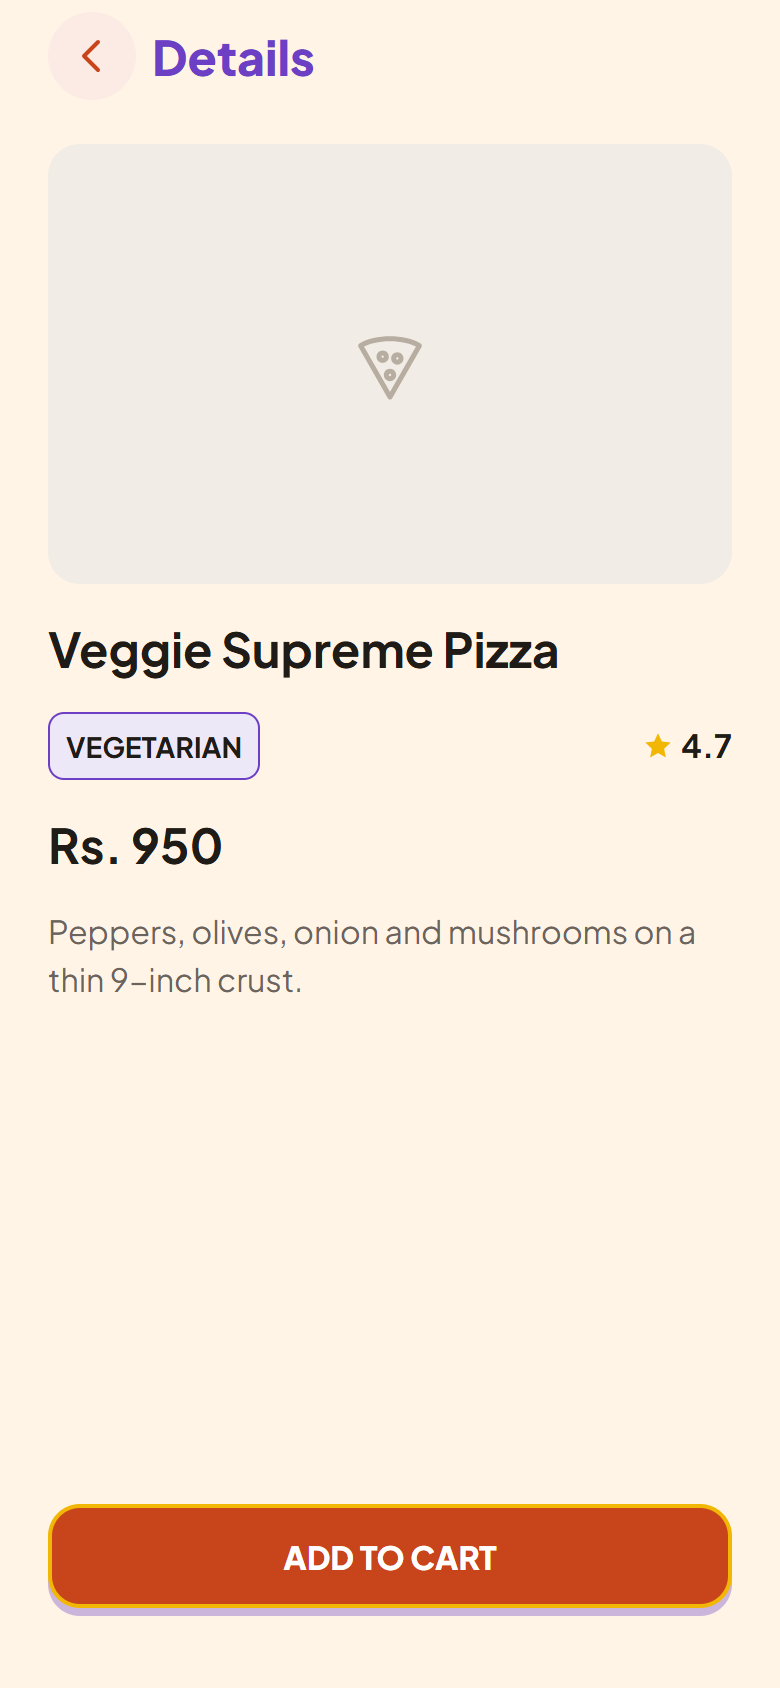 Details
Veggie Supreme Pizza
VEGETARIAN
4.7
Rs. 950
Peppers, olives, onion and mushrooms on a
thin 9-inch crust.
ADD TO CART